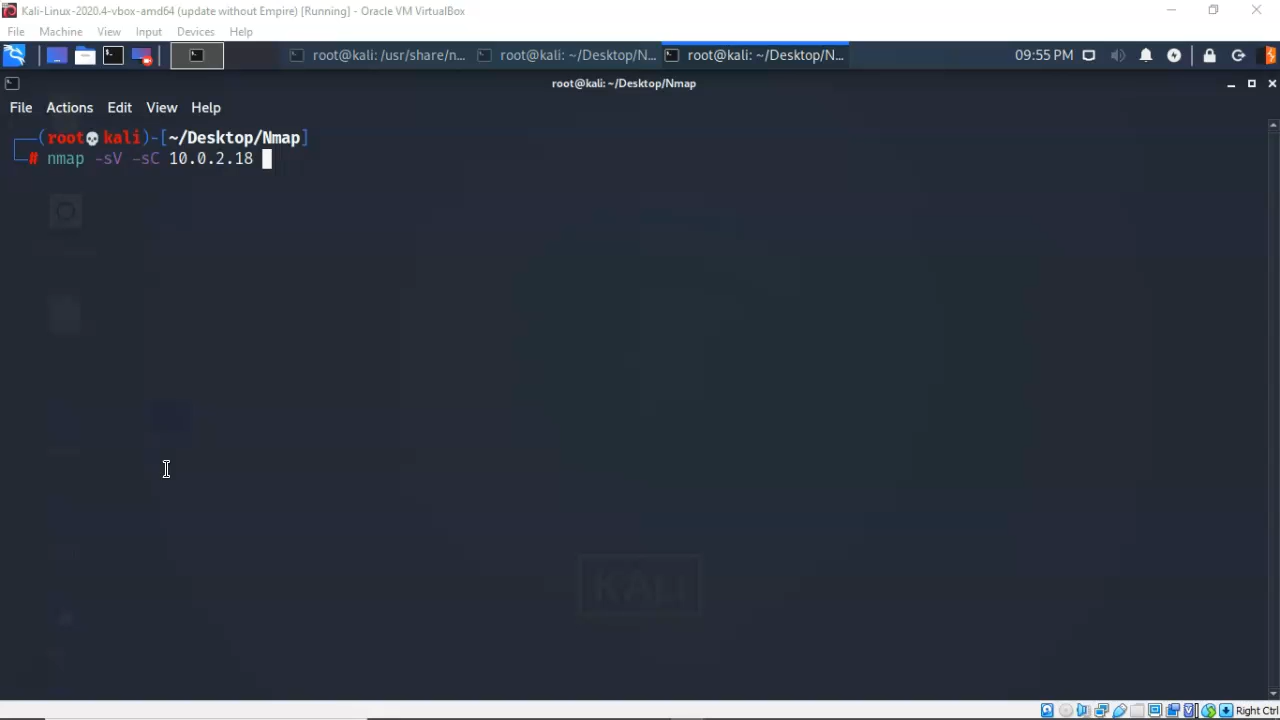 Kali-Linux-2020.4-vbox-amd64 (update without Empire) [Running] - Oracle VM VirtualBox
File Machine View Input Devices Help
root@kali: /usr/share/n... root@kali: ~/Desktop/N... root@kali: ~/Desktop/N... 09:55 PM
root@kali: ~/Desktop/Nmap
File Actions Edit View Help
(root💀kali)-[~/Desktop/Nmap]
# nmap -sV -sC 10.0.2.18
KALI
Right Ctrl